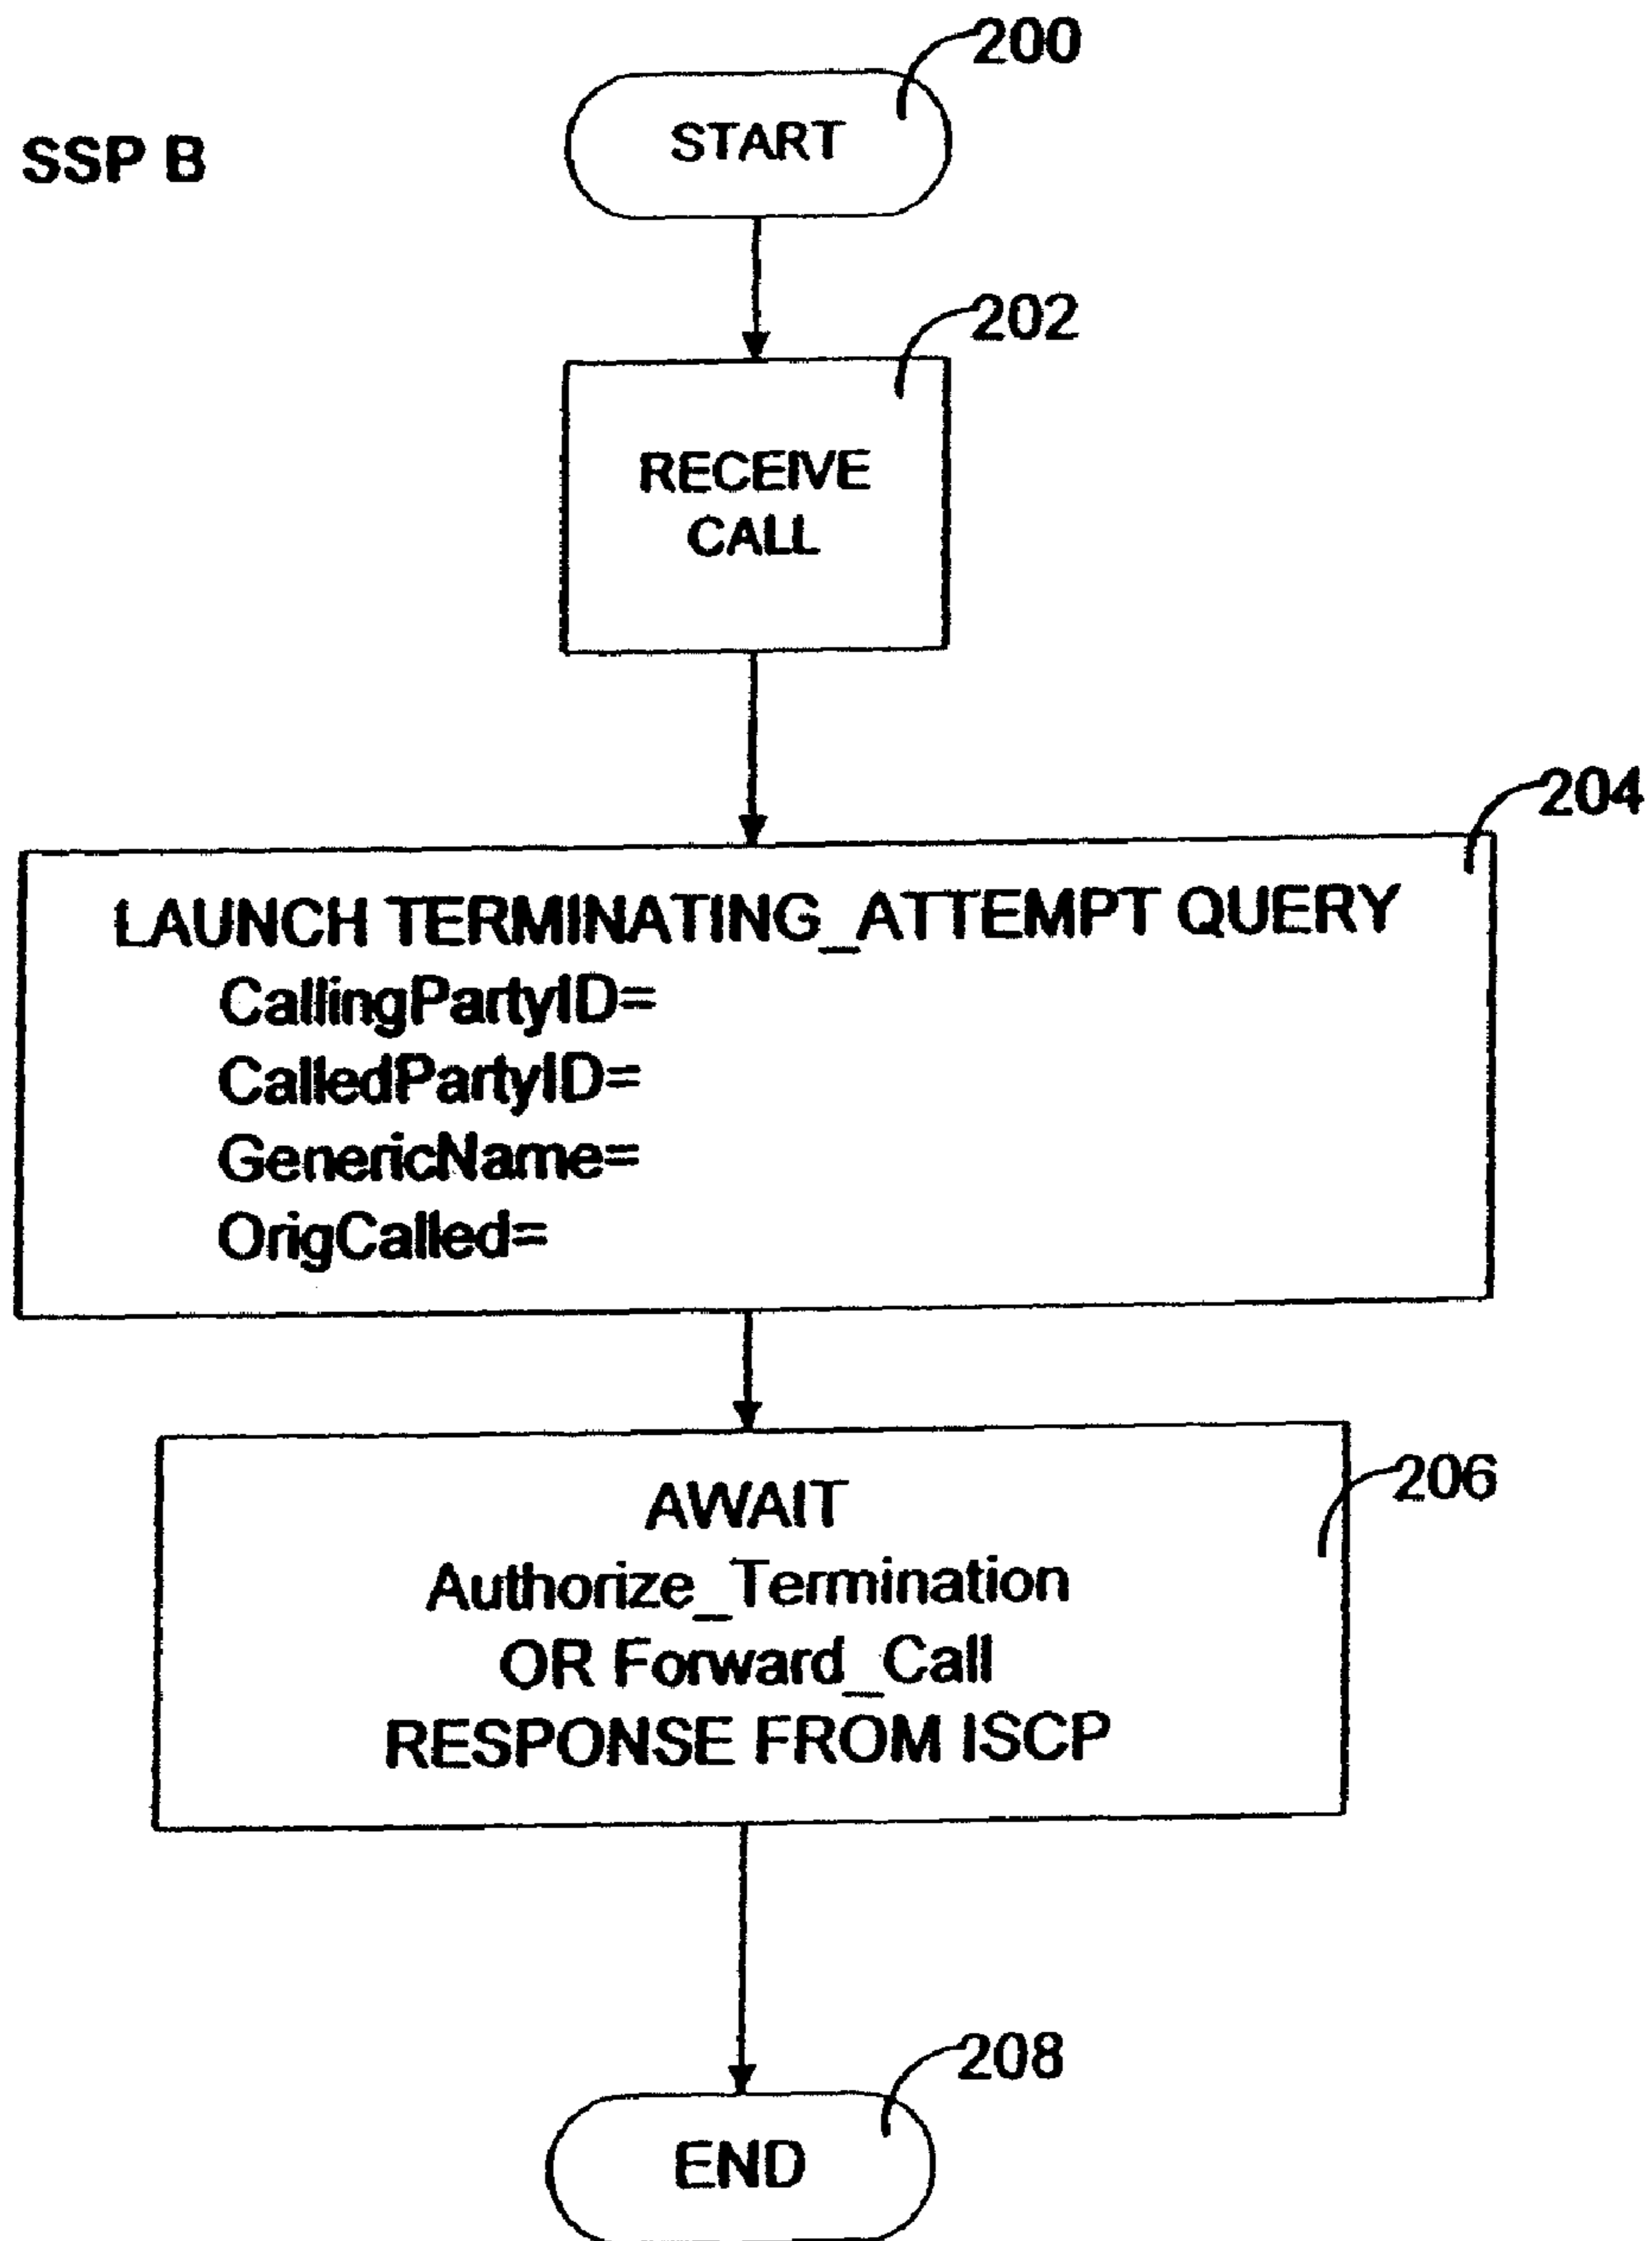 200
SSP B
START
202
RECEIVE
CALL
204
LAUNCH TERMINATING_ATTEMPT QUERY
CallingPartyID=
CalledPartyID=
GenericName=
OrigCalled=
206
AWAIT
Authorize_Termination
OR Forward_Call
RESPONSE FROM ISCP
208
END